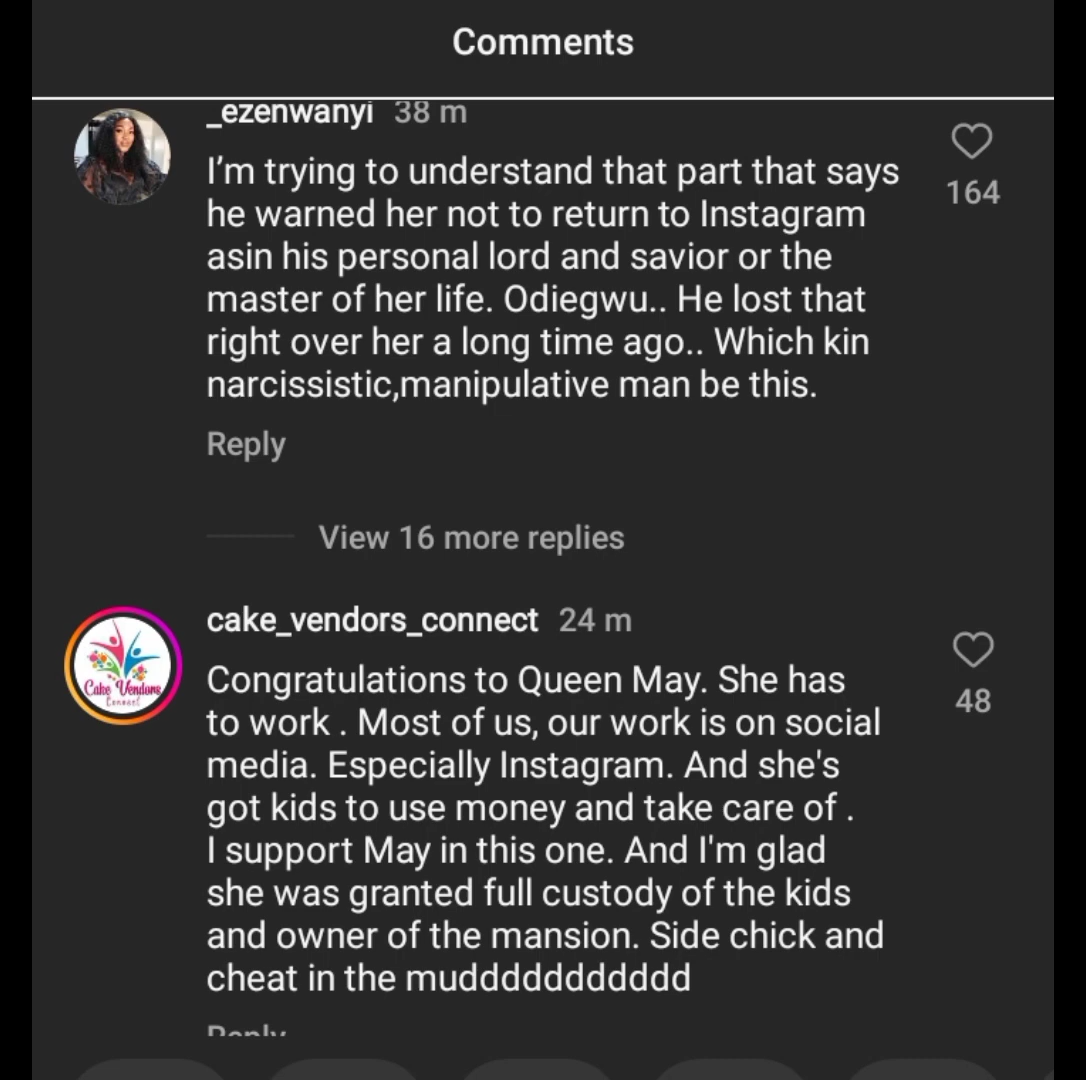 Comments
_ezenwanyi 38 m
I'm trying to understand that part that says
he warned her not to return to Instagram
asin his personal lord and savior or the
master of her life. Odiegwu.. He lost that
right over her a long time ago.. Which kin
narcissistic,manipulative man be this.
164
Reply
View 16 more replies
cake_vendors_connect 24 m
Cake Vendors
Connect
Congratulations to Queen May. She has
to work . Most of us, our work is on social
media. Especially Instagram. And she's
got kids to use money and take care of .
I support May in this one. And I'm glad
she was granted full custody of the kids
and owner of the mansion. Side chick and
cheat in the muddddddddddd
48
Reply